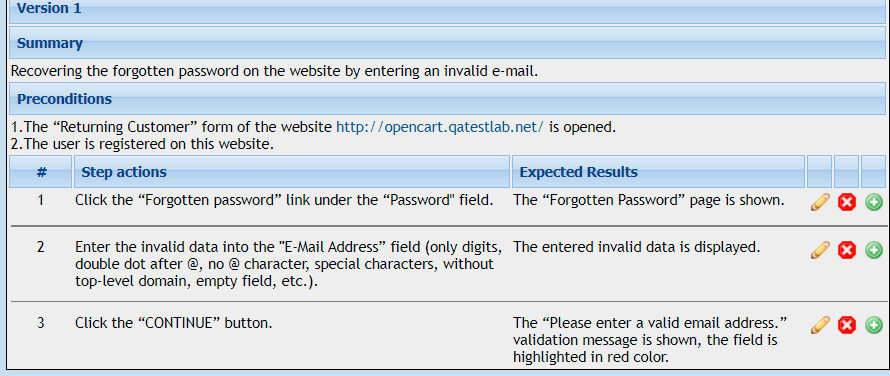 Version 1
Summary
Recovering the forgotten password on the website by entering an invalid e-mail.
Preconditions
1.The “Returning Customer” form of the website http://opencart.qatestlab.net/ is opened.
2.The user is registered on this website.
# Step actions Expected Results
1 Click the “Forgotten password” link under the “Password" field. The “Forgotten Password” page is shown.
2 Enter the invalid data into the "E-Mail Address” field (only digits, The entered invalid data is displayed.
double dot after @, no @ character, special characters, without
top-level domain, empty field, etc.).
3 Click the “CONTINUE” button. The “Please enter a valid email address.”
validation message is shown, the field is
highlighted in red color.